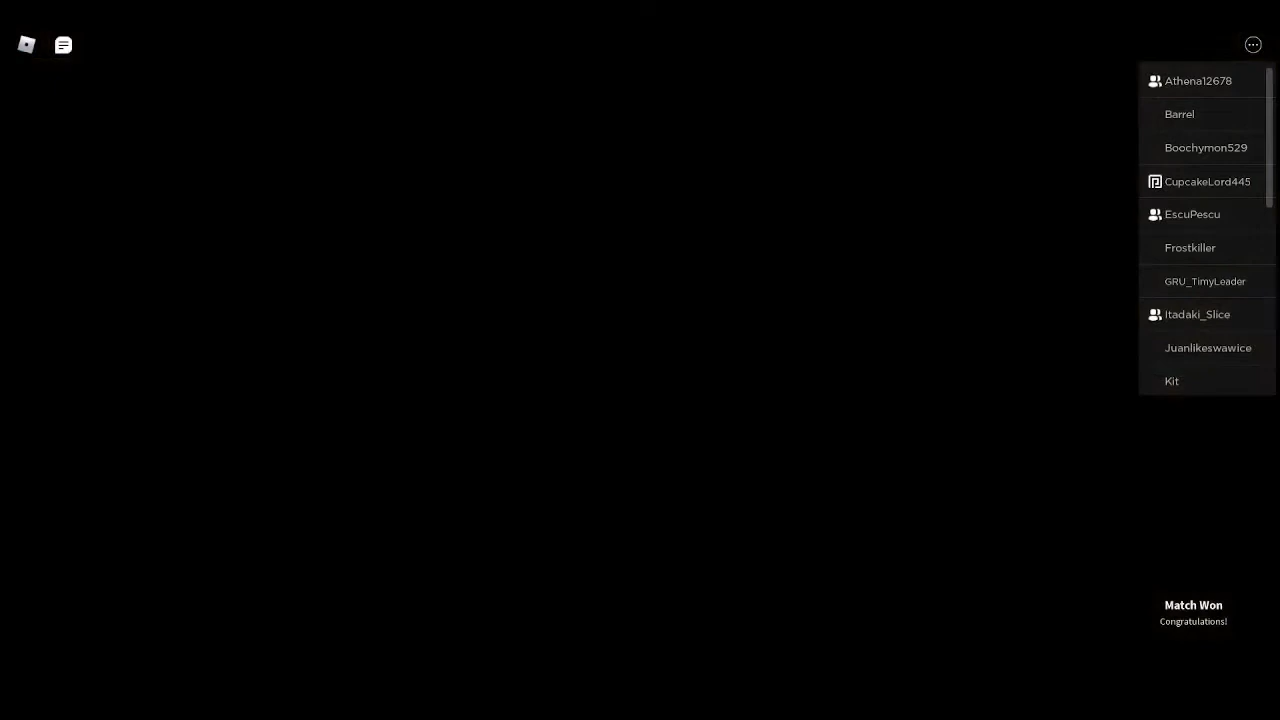 Athena12678
Barrel
Boochymon529
CupcakeLord445
EscuPescu
Frostkiller
GRU_TimyLeader
Itadaki_Slice
Juanlikeswawice
Kit
Match Won
Congratulations!